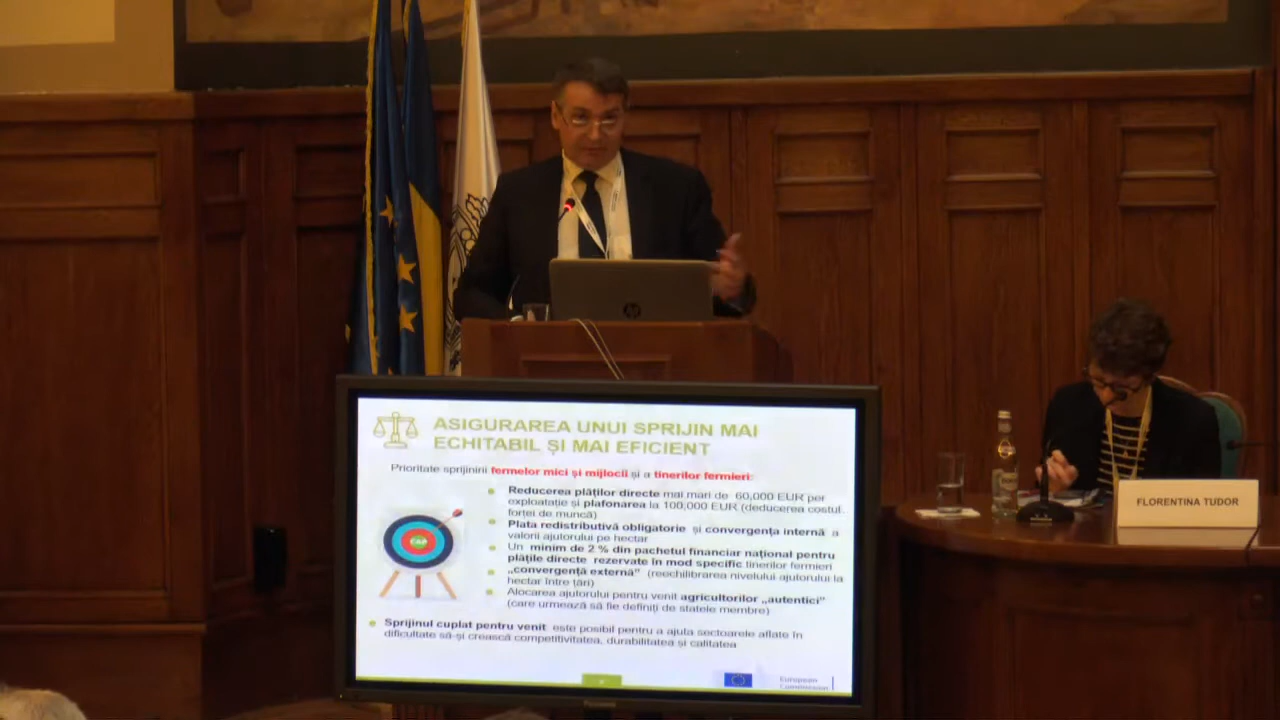 ASIGURAREA UNUI SPRIJIN MAI
ECHITABIL ȘI MAI EFICIENT
Prioritate sprijinirii fermelor mici și mijlocii și a tinerilor fermieri:
Reducerea plăților directe mai mari de 60,000 EUR per
exploatație și plafonarea la 100,000 EUR (deducerea costul.
forței de muncă)
Plata redistributivă obligatorie și convergența internă a
valorii ajutorului pe hectar
Un minim de 2 % din pachetul financiar național pentru
plățile directe rezervate în mod specific tinerilor fermieri
„convergență externă” (reechilibrarea nivelului ajutorului la
hectar între țări)
Alocarea ajutorului pentru venit agricultorilor „autentici”
(care urmează să fie definiți de statele membre)
Sprijinul cuplat pentru venit este posibil pentru a ajuta sectoarele aflate în
dificultate să-și crească competitivitatea, durabilitatea și calitatea
CAP
European
Commission
FLORENTINA TUDOR
hp